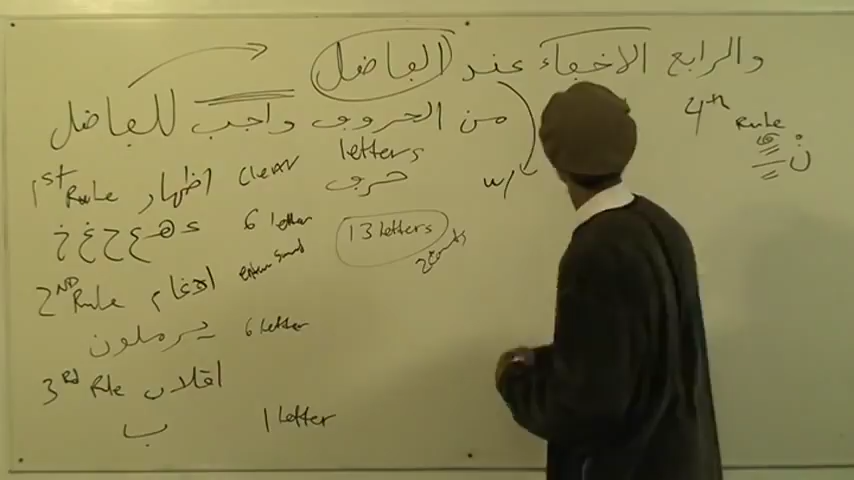 والرابع الاخفاء عند الفاضل
من الحروف واجب للفاضل
4th Rule
نْ
letters
حرف
w/
13 letters
1st Rule اظهار clear
ء ه ع ح غ خ 6 letter
2ND Rule ادغام
يرملون 6 letter
3rd Rule اقلاب
ب 1 letter